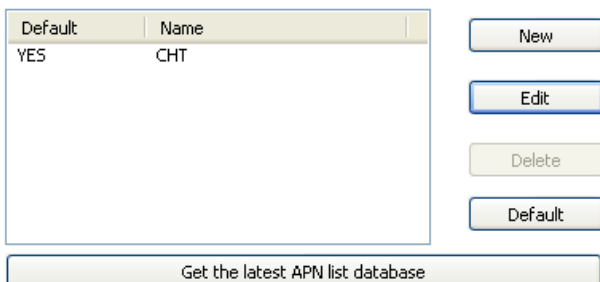 Default Name
YES CHT
New
Edit
Delete
Default
Get the latest APN list database